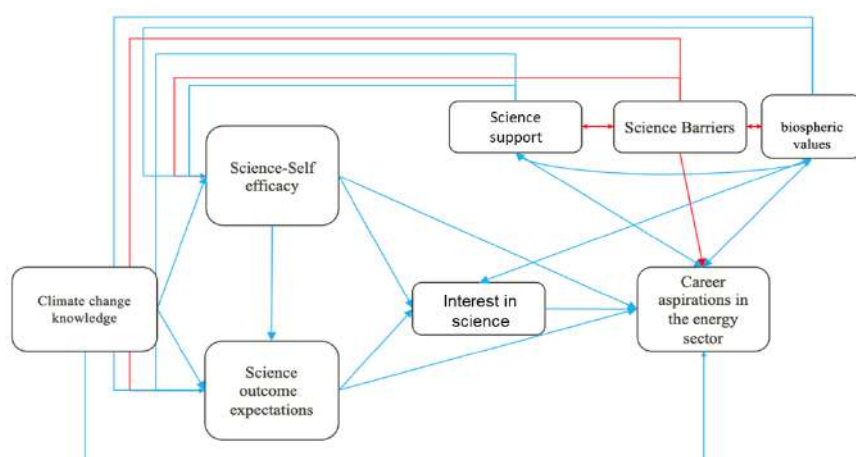 Science
support
Science Barriers
biospheric
values
Science-Self
efficacy
Climate change
knowledge
Interest in
science
Career
aspirations in
the energy
sector
Science
outcome
expectations